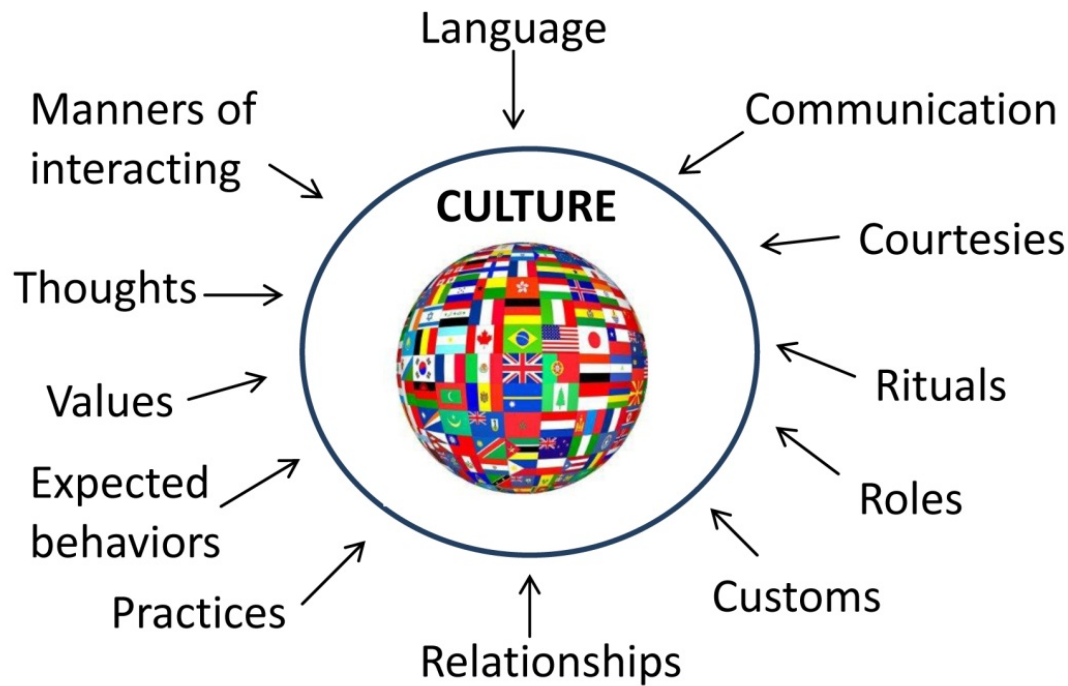 Language
Manners of
interacting
Communication
CULTURE
Courtesies
Thoughts
Values
Rituals
Expected
behaviors
Roles
Practices
Customs
Relationships